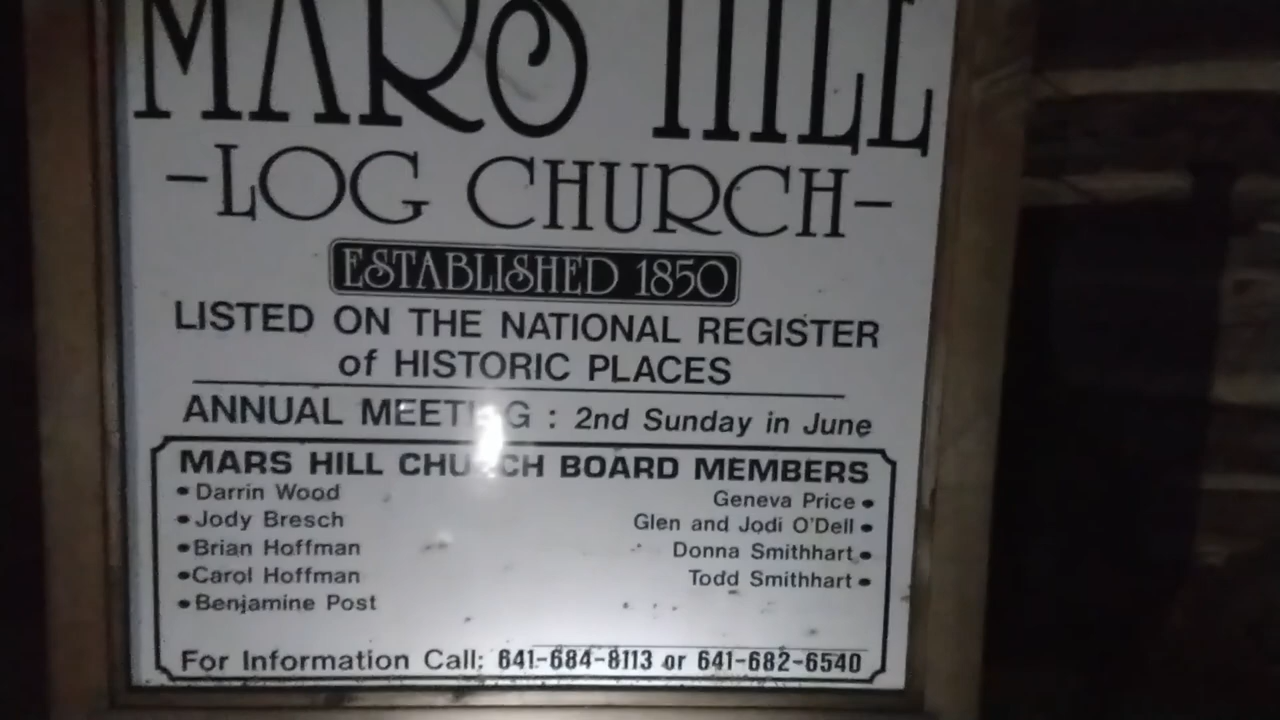 MARS HILL
-LOG CHURCH-
ESTABLISHED 1850
LISTED ON THE NATIONAL REGISTER
of HISTORIC PLACES
ANNUAL MEETING : 2nd Sunday in June
MARS HILL CHURCH BOARD MEMBERS
• Darrin Wood
• Jody Bresch
• Brian Hoffman
• Carol Hoffman
• Benjamine Post
Geneva Price •
Glen and Jodi O'Dell •
Donna Smithhart •
Todd Smithhart •
For Information Call: 641-684-8113 or 641-682-6540